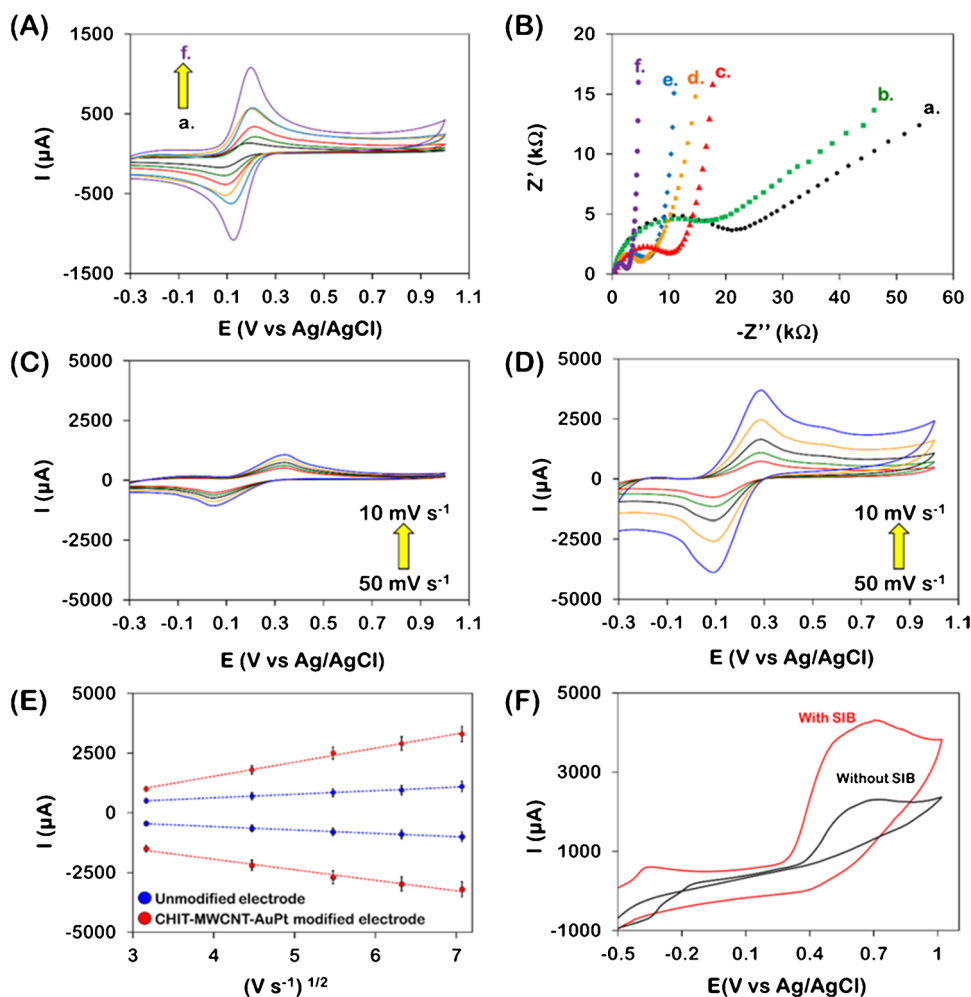 (A)
1500
500
-500
-1500
I (µA)
f.
a.
-0.3 -0.1 0.1 0.3 0.5 0.7 0.9 1.1
E (V vs Ag/AgCl)
(B)
20
15
10
5
0
Z' (kΩ)
f. e. d. c. b. a.
0 10 20 30 40 50 60
-Z'' (kΩ)
(C)
5000
2500
0
-2500
-5000
I (µA)
10 mV s-1
50 mV s-1
-0.3 -0.1 0.1 0.3 0.5 0.7 0.9 1.1
E (V vs Ag/AgCl)
(D)
5000
2500
0
-2500
-5000
I (µA)
10 mV s-1
50 mV s-1
-0.3 -0.1 0.1 0.3 0.5 0.7 0.9 1.1
E (V vs Ag/AgCl)
(E)
5000
2500
0
-2500
-5000
I (µA)
Unmodified electrode
CHIT-MWCNT-AuPt modified electrode
3 4 5 6 7
(V s-1) 1/2
(F)
5000
3000
1000
-1000
I (µA)
With SIB
Without SIB
-0.5 -0.2 0.1 0.4 0.7 1
E(V vs Ag/AgCl)